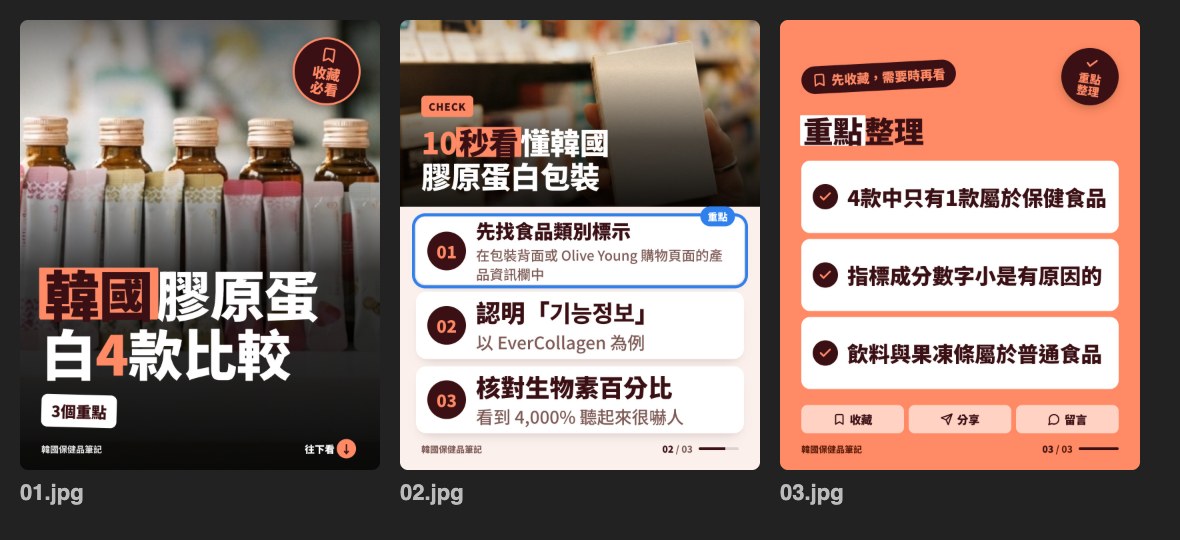 收藏
必看
韓國膠原蛋
白4款比較
3個重點
韓國保健品筆記
往下看
01.jpg
CHECK
10秒看懂韓國
膠原蛋白包裝
重點
01
先找食品類別標示
在包裝背面或 Olive Young 購物頁面的產
品資訊欄中
02
認明「기능정보」
以 EverCollagen 為例
03
核對生物素百分比
看到 4,000% 聽起來很嚇人
韓國保健品筆記
02 / 03
02.jpg
先收藏，需要時再看
重點
整理
重點整理
4款中只有1款屬於保健食品
指標成分數字小是有原因的
飲料與果凍條屬於普通食品
收藏
分享
留言
韓國保健品筆記
03 / 03
03.jpg